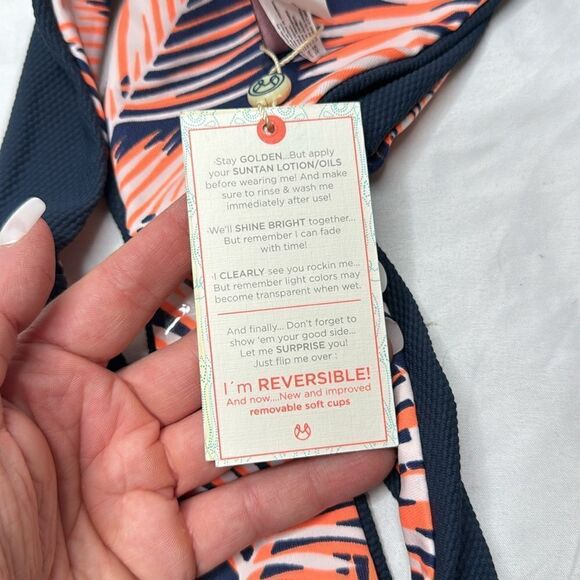 ·Stay GOLDEN...But apply
your SUNTAN LOTION/OILS
before wearing me! And make
sure to rinse & wash me
immediately after use!
·We'll SHINE BRIGHT together...
But remember I can fade
with time!
·I CLEARLY see you rockin me...
But remember light colors may
become transparent when wet.
And finally... Don't forget to
show 'em your good side...
Let me SURPRISE you!
Just flip me over :
I´m REVERSIBLE!
And now....New and improved
removable soft cups